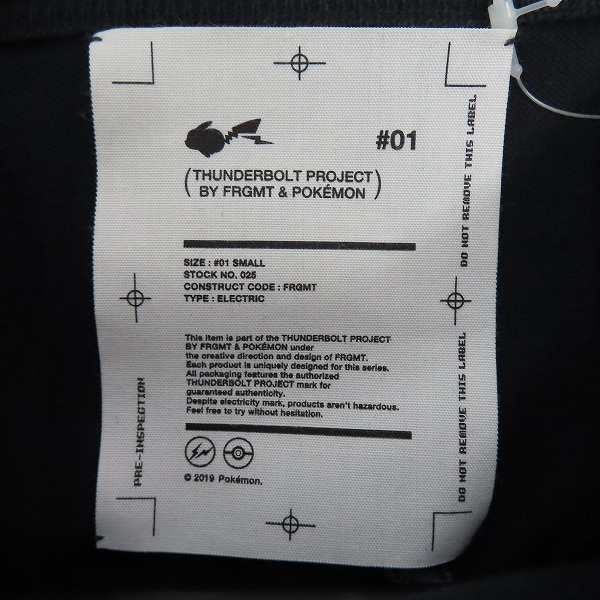 #01
THUNDERBOLT PROJECT
BY FRGMT & POKÉMON
SIZE : #01 SMALL
STOCK NO. 025
CONSTRUCT CODE : FRGMT
TYPE : ELECTRIC
This item is part of the THUNDERBOLT PROJECT
BY FRGMT & POKÉMON under
the creative direction and design of FRGMT.
Each product is uniquely designed for this series.
All packaging features the authorized
THUNDERBOLT PROJECT mark for
guaranteed authenticity.
Despite electricity mark, products aren't hazardous.
Feel free to try without hesitation.
© 2019 Pokémon.
PRE-INSPECTION
DO NOT REMOVE THIS LABEL
DO NOT REMOVE THIS LABEL